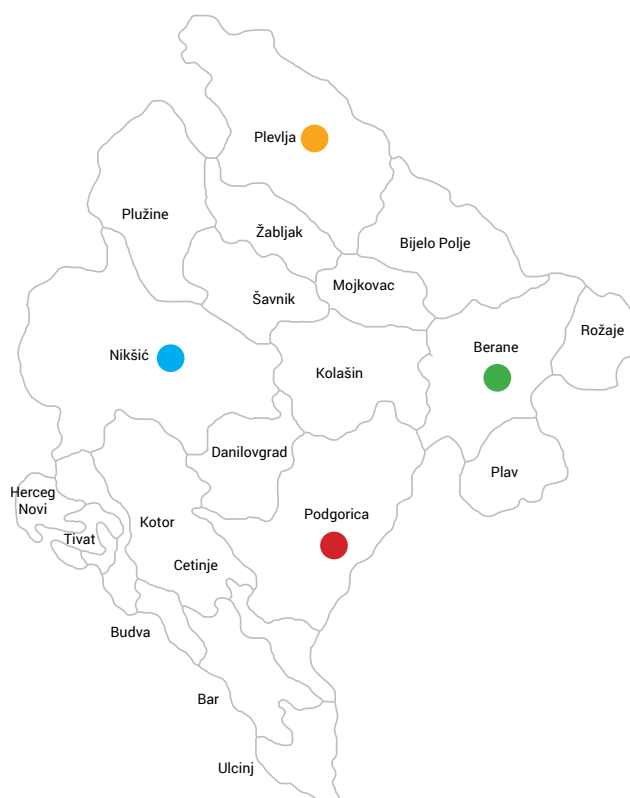 Plevlja
Plužine
Žabljak
Bijelo Polje
Šavnik
Mojkovac
Rožaje
Nikšić
Berane
Kolašin
Danilovgrad
Plav
Herceg
Novi
Podgorica
Kotor
Tivat
Cetinje
Budva
Bar
Ulcinj